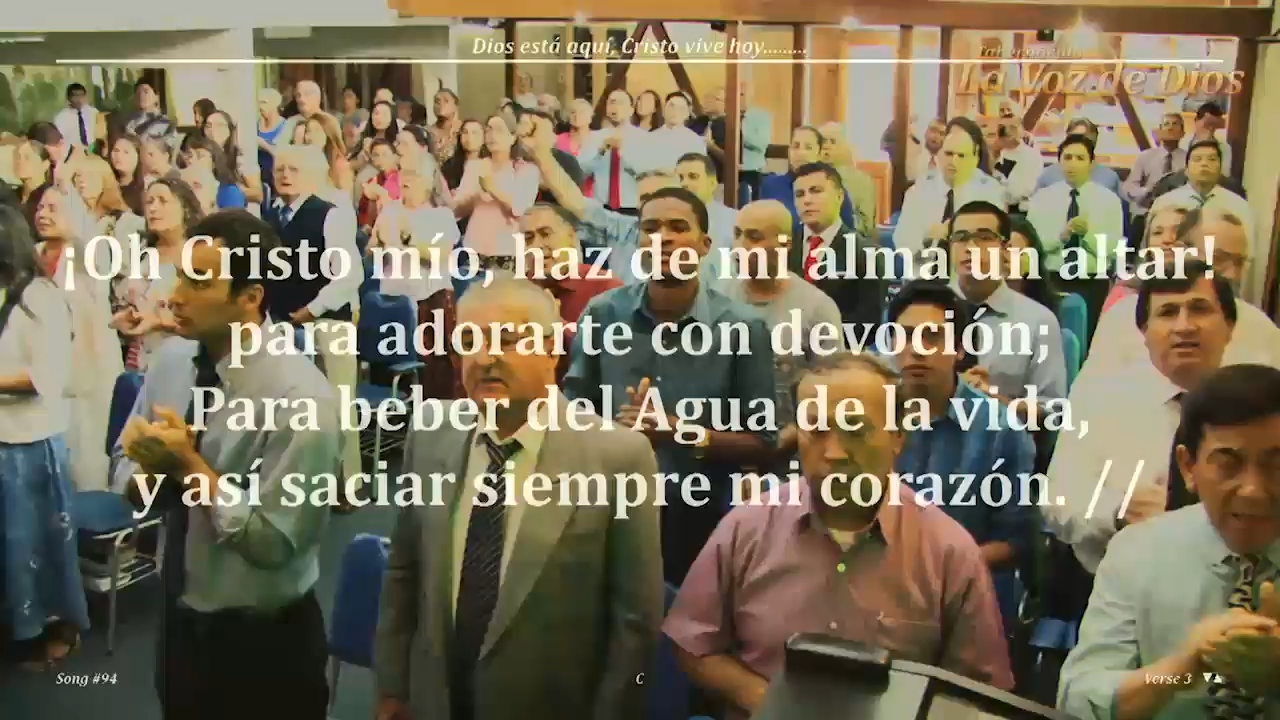 Dios está aquí, Cristo vive hoy.........
Tabernáculo
La Voz de Dios
¡Oh Cristo mío, haz de mi alma un altar!
para adorarte con devoción;
Para beber del Agua de la vida,
y así saciar siempre mi corazón. //
Song #94
C
Verse 3 ▼▲